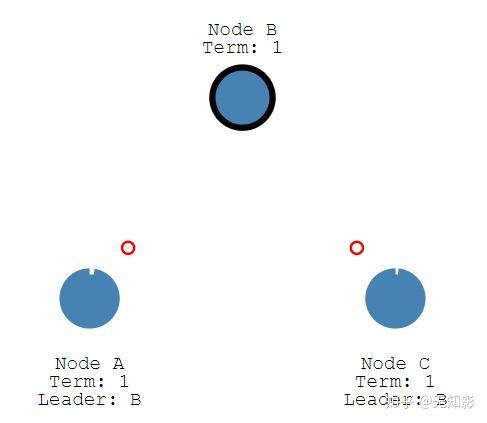 Node B
Term: 1
Node A
Term: 1
Leader: B
Node C
Term: 1
Leader: B
知乎 @无知影